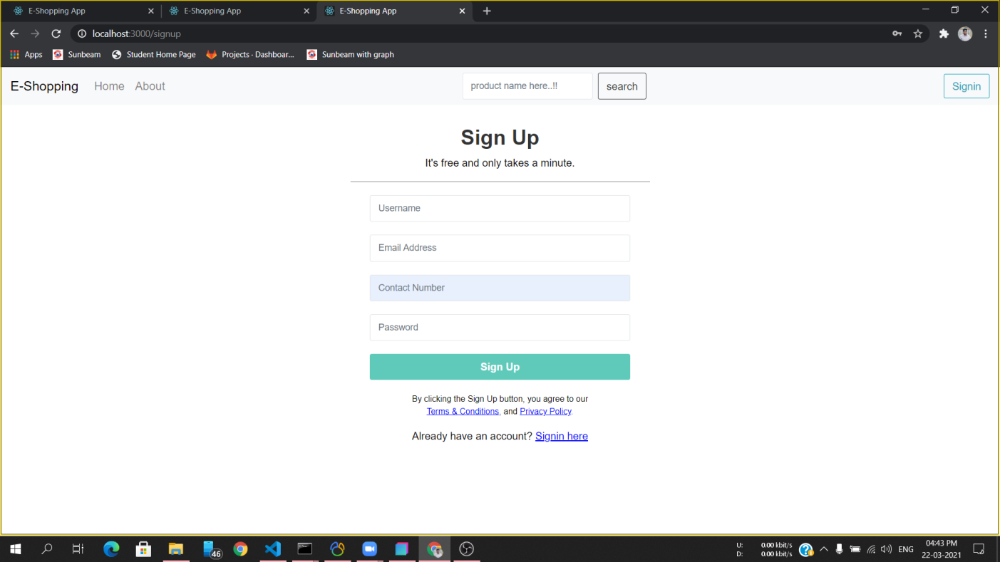 E-Shopping App
E-Shopping App
E-Shopping App
localhost:3000/signup
Apps
Sunbeam
Student Home Page
Projects · Dashboar...
Sunbeam with graph
E-Shopping
Home
About
product name here..!!
search
Signin
Sign Up
It's free and only takes a minute.
Username
Email Address
Contact Number
Password
Sign Up
By clicking the Sign Up button, you agree to our
Terms & Conditions, and Privacy Policy.
Already have an account? Signin here
46
U: 0.00 kbit/s
D: 0.00 kbit/s
ENG
04:43 PM
22-03-2021